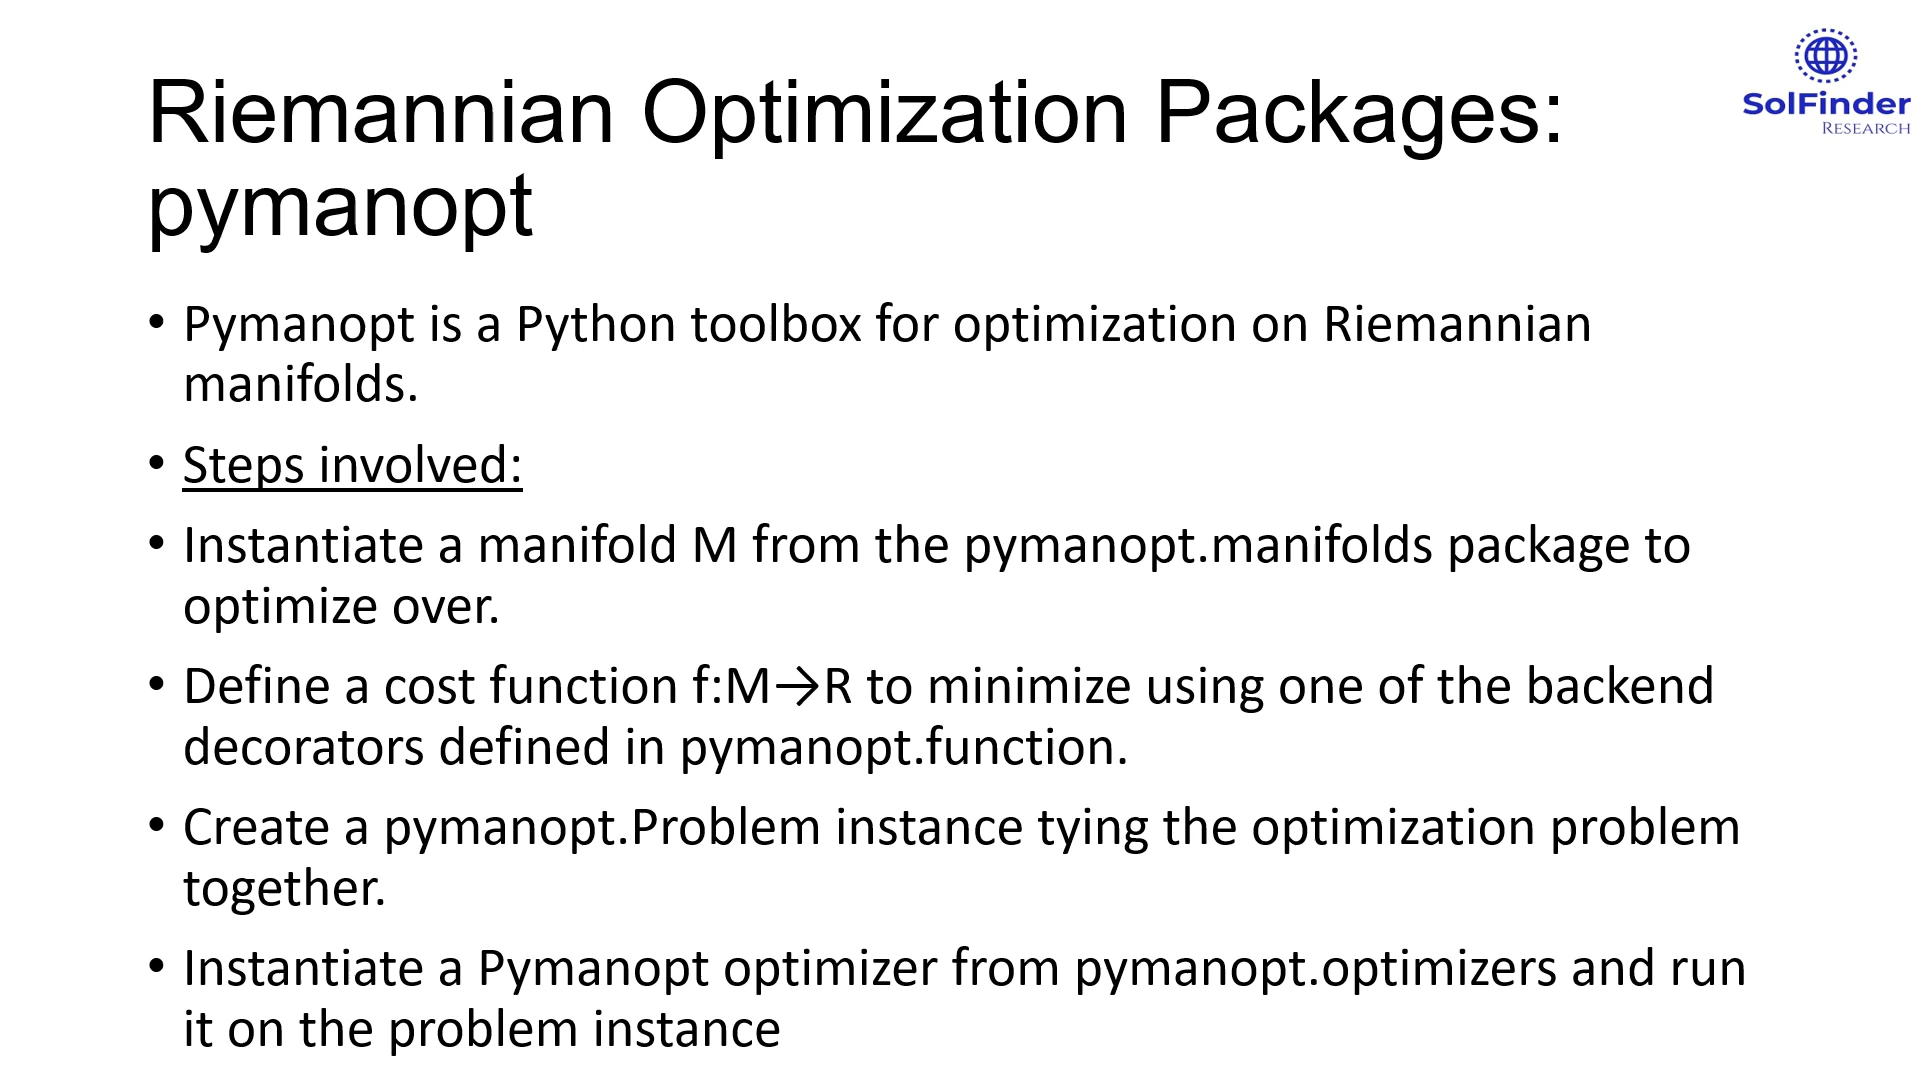 Riemannian Optimization Packages:
pymanopt
SolFinder
RESEARCH
• Pymanopt is a Python toolbox for optimization on Riemannian
manifolds.
• Steps involved:
• Instantiate a manifold M from the pymanopt.manifolds package to
optimize over.
• Define a cost function f:M→R to minimize using one of the backend
decorators defined in pymanopt.function.
• Create a pymanopt.Problem instance tying the optimization problem
together.
• Instantiate a Pymanopt optimizer from pymanopt.optimizers and run
it on the problem instance